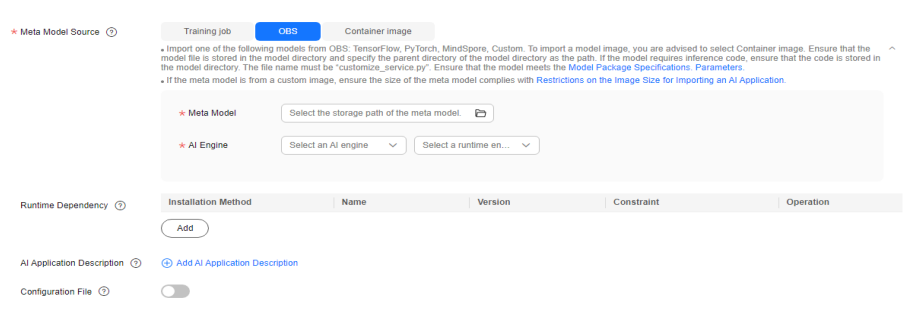 * Meta Model Source ?
Training job OBS Container image
• Import one of the following models from OBS: TensorFlow, PyTorch, MindSpore, Custom. To import a model image, you are advised to select Container image. Ensure that the
model file is stored in the model directory and specify the parent directory of the model directory as the path. If the model requires inference code, ensure that the code is stored in
the model directory. The file name must be "customize_service.py". Ensure that the model meets the Model Package Specifications. Parameters.
• If the meta model is from a custom image, ensure the size of the meta model complies with Restrictions on the Image Size for Importing an AI Application.
* Meta Model Select the storage path of the meta model.
* AI Engine Select an AI engine Select a runtime en...
Runtime Dependency ? Installation Method Name Version Constraint Operation
Add
AI Application Description ? Add AI Application Description
Configuration File ?